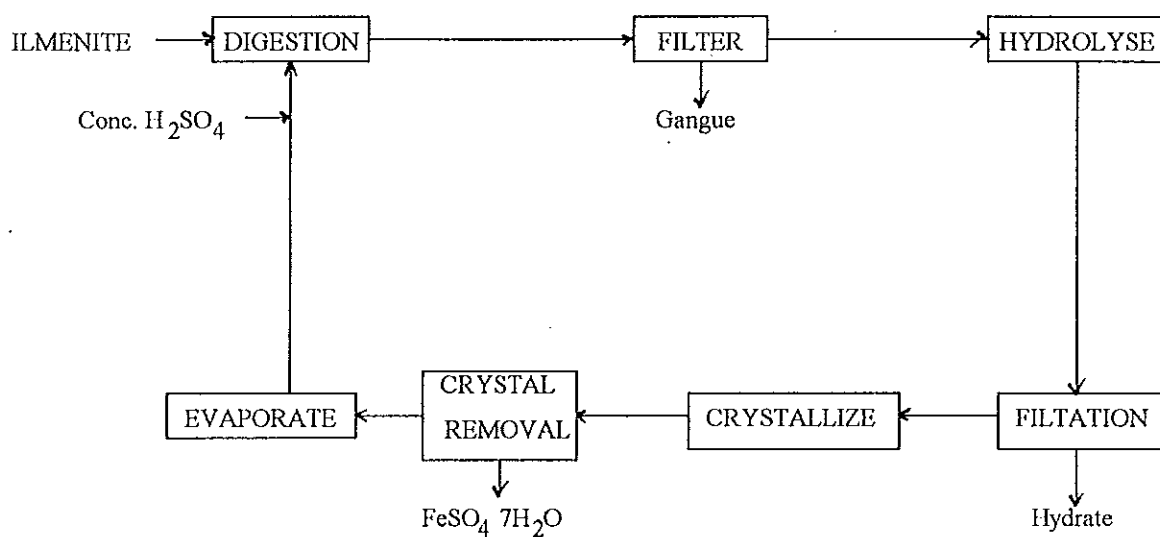 ILMENITE
DIGESTION
FILTER
HYDROLYSE
Conc. H₂SO₄
Gangue
EVAPORATE
CRYSTAL
REMOVAL
CRYSTALLIZE
FILTATION
FeSO₄ 7H₂O
Hydrate